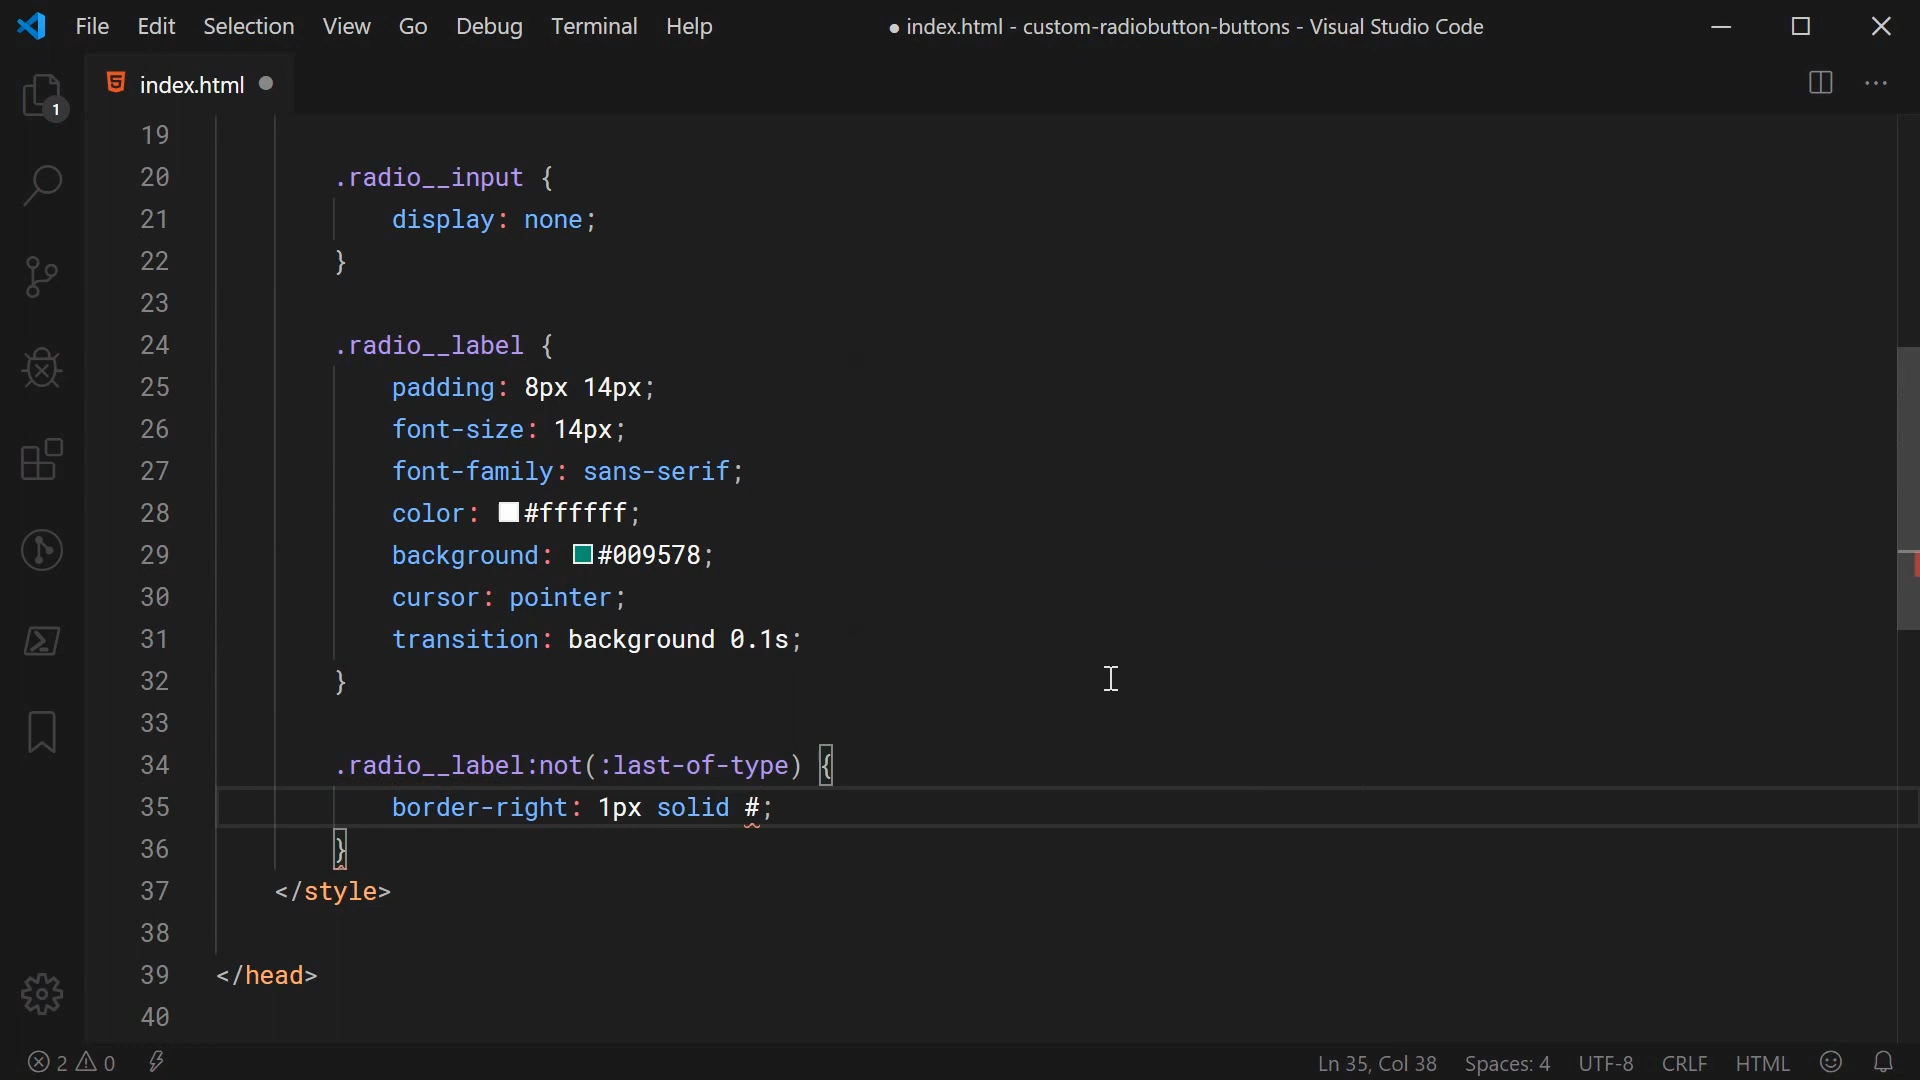 File Edit Selection View Go Debug Terminal Help
● index.html - custom-radiobutton-buttons - Visual Studio Code
index.html
1
19
20 .radio__input {
21 display: none;
22 }
23
24 .radio__label {
25 padding: 8px 14px;
26 font-size: 14px;
27 font-family: sans-serif;
28 color: #ffffff;
29 background: #009578;
30 cursor: pointer;
31 transition: background 0.1s;
32 }
33
34 .radio__label:not(:last-of-type) {
35 border-right: 1px solid #;
36 }
37 </style>
38
39 </head>
40
2 0 Ln 35, Col 38 Spaces: 4 UTF-8 CRLF HTML